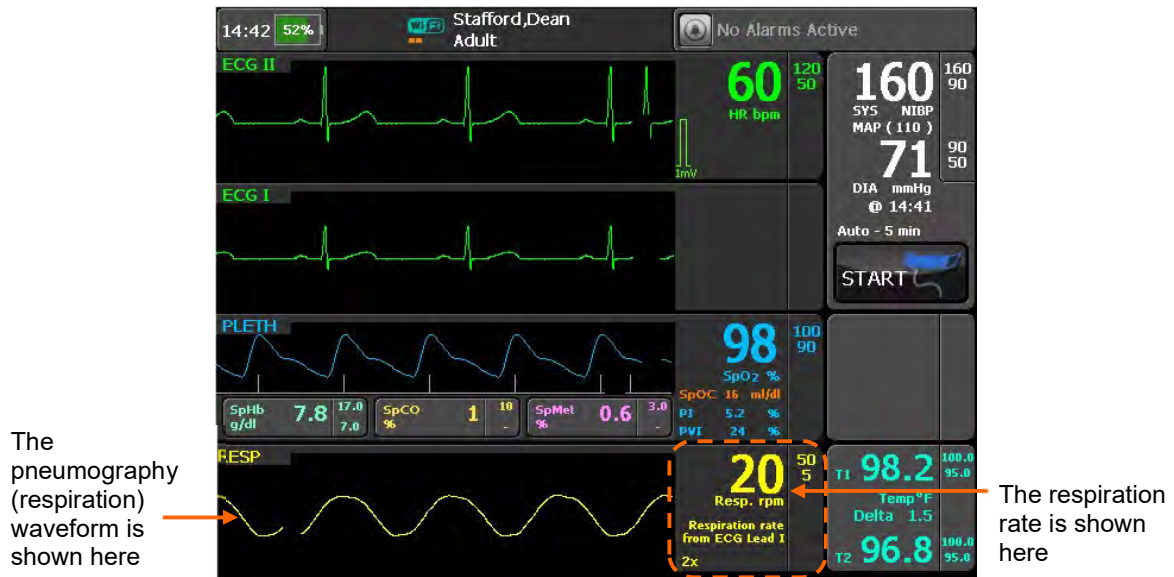 14:42 52%
WiFi
Stafford,Dean
Adult
No Alarms Active
ECG II
60
HR bpm
120
50
1mV
160
SYS NIBP
MAP ( 110 )
71
DIA mmHg
@ 14:41
Auto - 5 min
160
90
90
50
START
ECG I
PLETH
98
SpO2 %
100
90
SpOC 16 ml/dl
PI 5.2 %
PVI 24 %
SpHb
g/dl
7.8
17.0
7.0
SpCO
%
1
10
-
SpMet
%
0.6
3.0
-
RESP
20
Resp. rpm
50
5
Respiration rate
from ECG Lead I
2x
T1 98.2
100.0
95.0
Temp°F
Delta 1.5
T2 96.8
100.0
95.0
The
pneumography
(respiration)
waveform is
shown here
The respiration
rate is shown
here